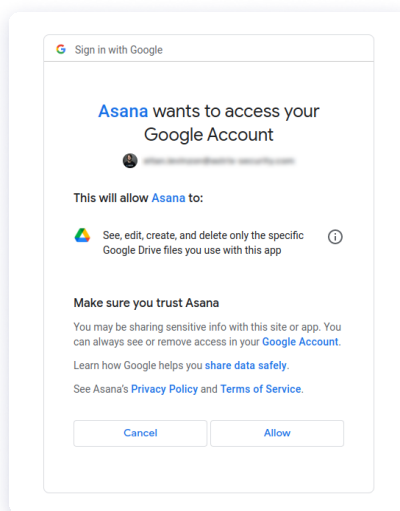 Sign in with Google
Asana wants to access your
Google Account
This will allow Asana to:
See, edit, create, and delete only the specific
Google Drive files you use with this app
Make sure you trust Asana
You may be sharing sensitive info with this site or app. You
can always see or remove access in your Google Account.
Learn how Google helps you share data safely.
See Asana's Privacy Policy and Terms of Service.
Cancel
Allow